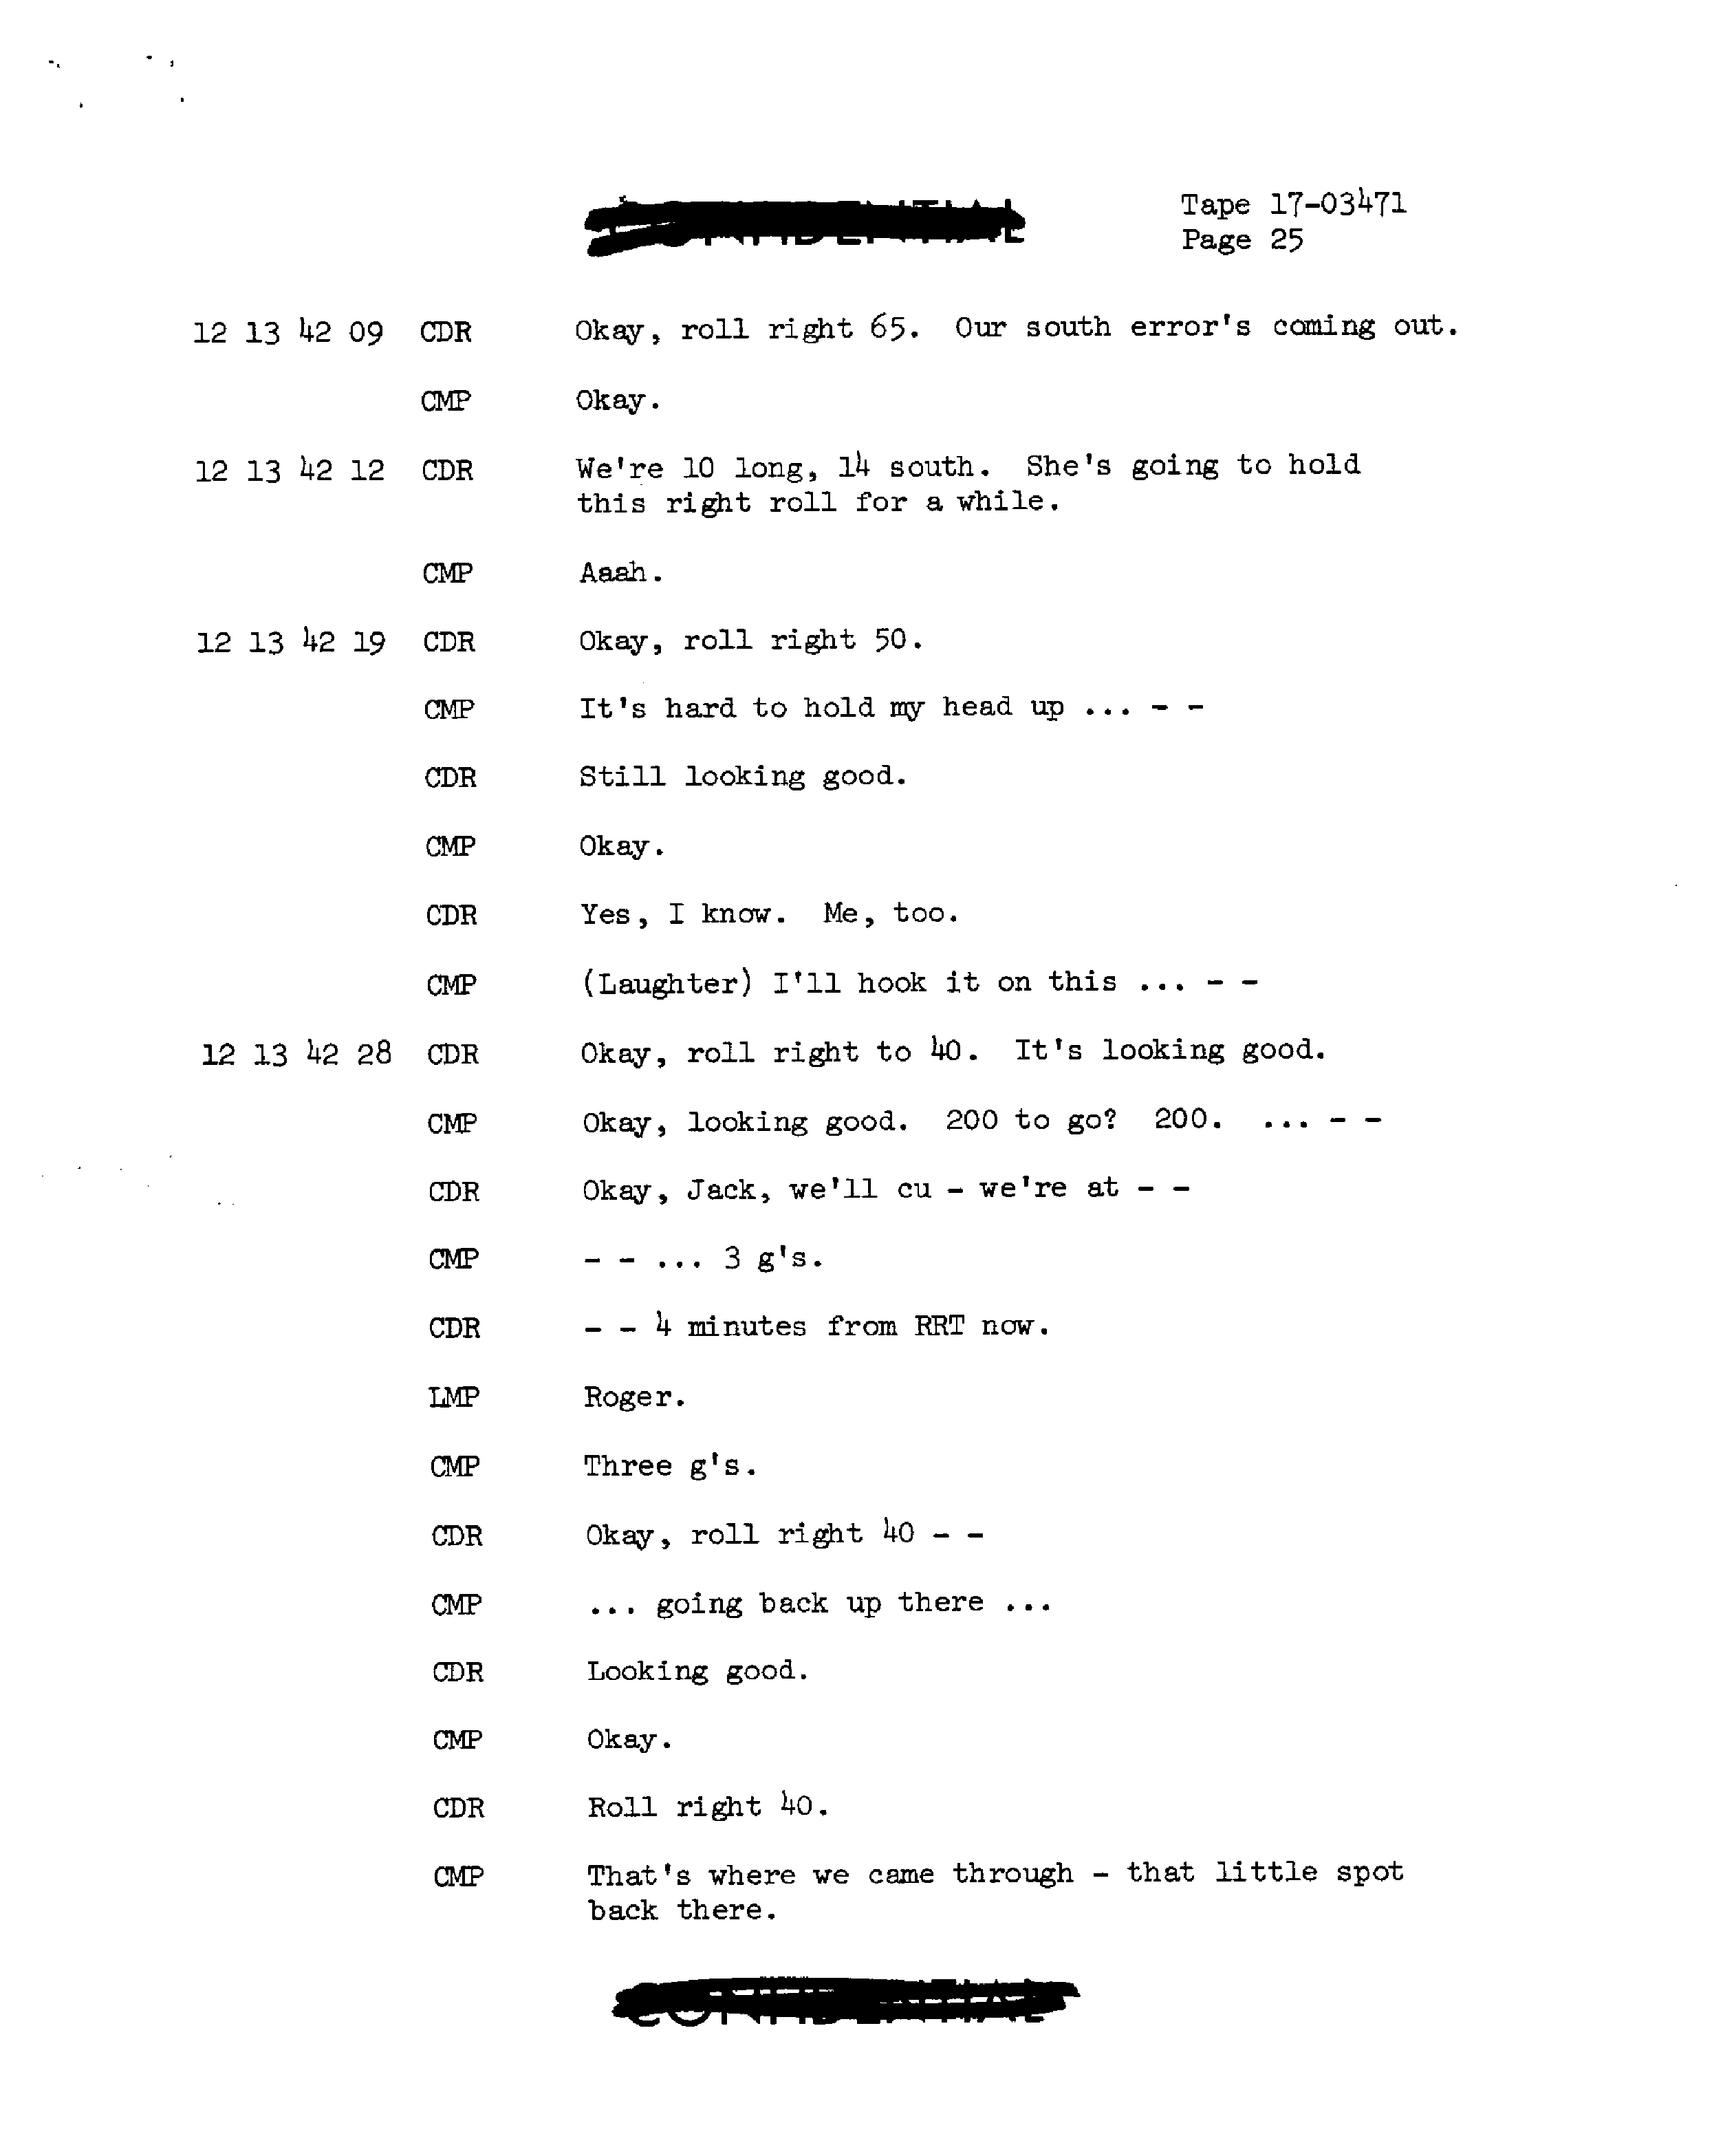 CONFIDENTIAL
Tape 17-03471
Page 25
12 13 42 09 CDR Okay, roll right 65. Our south error's coming out.
CMP Okay.
12 13 42 12 CDR We're 10 long, 14 south. She's going to hold
this right roll for a while.
CMP Aaah.
12 13 42 19 CDR Okay, roll right 50.
CMP It's hard to hold my head up ... - -
CDR Still looking good.
CMP Okay.
CDR Yes, I know. Me, too.
CMP (Laughter) I'll hook it on this ... - -
12 13 42 28 CDR Okay, roll right to 40. It's looking good.
CMP Okay, looking good. 200 to go? 200. ... - -
CDR Okay, Jack, we'll cu - we're at - -
CMP - - ... 3 g's.
CDR - - 4 minutes from RRT now.
LMP Roger.
CMP Three g's.
CDR Okay, roll right 40 - -
CMP ... going back up there ...
CDR Looking good.
CMP Okay.
CDR Roll right 40.
CMP That's where we came through - that little spot
back there.
CONFIDENTIAL